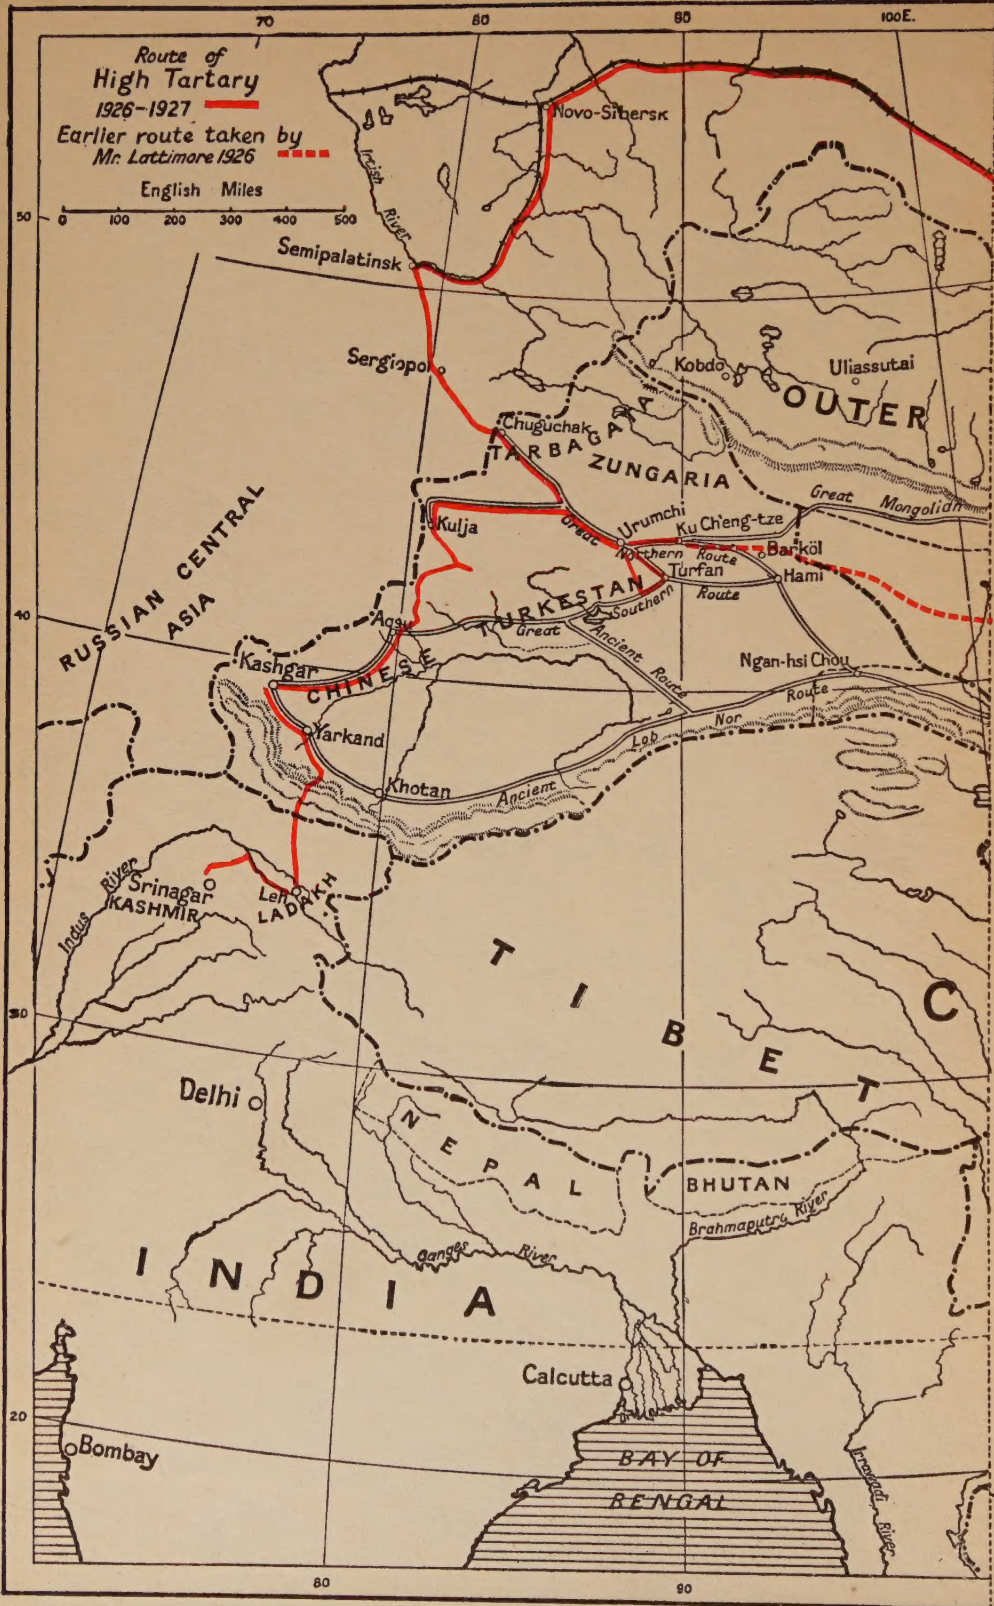 70
80
90
100E.
Route of
High Tartary
1926-1927
Earlier route taken by
Mr. Lattimore 1926
English Miles
0 100 200 300 400 500
Novo-Sibersk
Irtish River
50
Semipalatinsk
Sergiopol
Kobdo
Uliassutai
OUTER
Chuguchak
TARBAGATA
ZUNGARIA
Great Mongolian
Kulja
Great Northern Route
Urumchi
Ku Ch'eng-tze
Barköl
Turfan
Hami
RUSSIAN CENTRAL
ASIA
40
Aqsu
CHINESE
TURKESTAN
Great Southern Route
Ancient Route
Kashgar
Ngan-hsi Chou
Yarkand
Khotan
Ancient Lob Nor Route
Indus River
Srinagar
KASHMIR
Leh
LADAKH
TIBET
C
30
Delhi
NEPAL
BHUTAN
Brahmaputra River
Ganges River
INDIA
Calcutta
20
Bombay
BAY OF
BENGAL
Irrawadi River
80
90